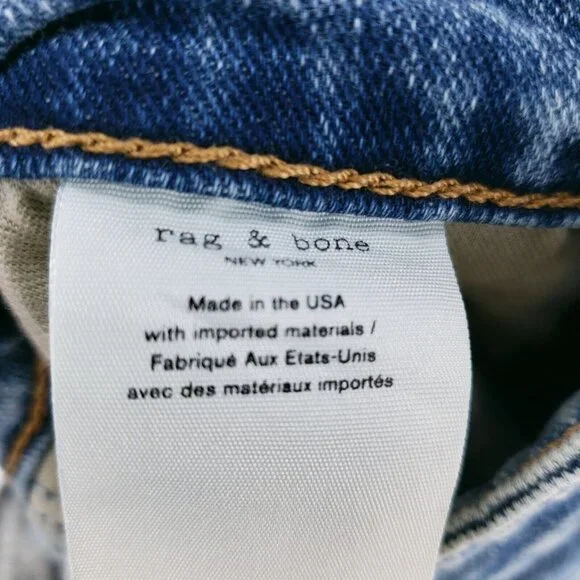 rag & bone
NEW YORK
Made in the USA
with imported materials /
Fabriqué Aux Etats-Unis
avec des matériaux importés